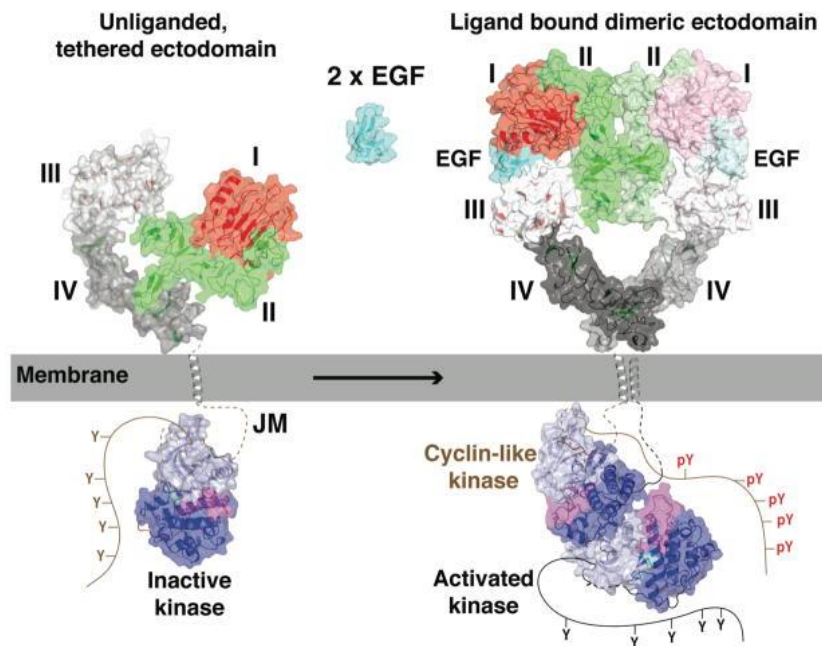 Unliganded,
tethered ectodomain
Ligand bound dimeric ectodomain
2 x EGF
I
III
IV
II
I
II
II
I
EGF
EGF
III
III
IV
IV
Membrane
JM
Y
Y
Y
Y
Y
Inactive
kinase
Cyclin-like
kinase
pY
pY
pY
pY
pY
Activated
kinase
Y
Y
Y
Y
Y